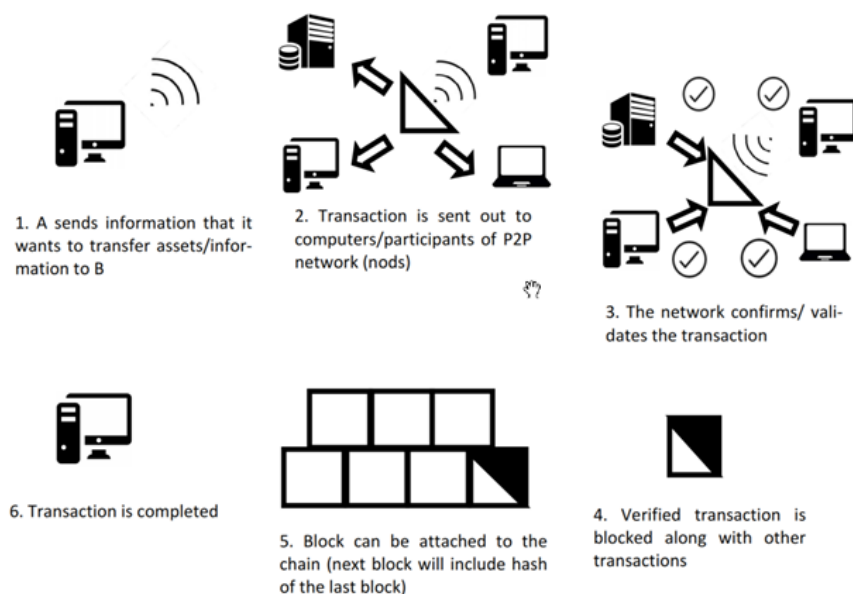 1. A sends information that it
wants to transfer assets/infor-
mation to B
2. Transaction is sent out to
computers/participants of P2P
network (nods)
3. The network confirms/ vali-
dates the transaction
4. Verified transaction is
blocked along with other
transactions
5. Block can be attached to the
chain (next block will include hash
of the last block)
6. Transaction is completed